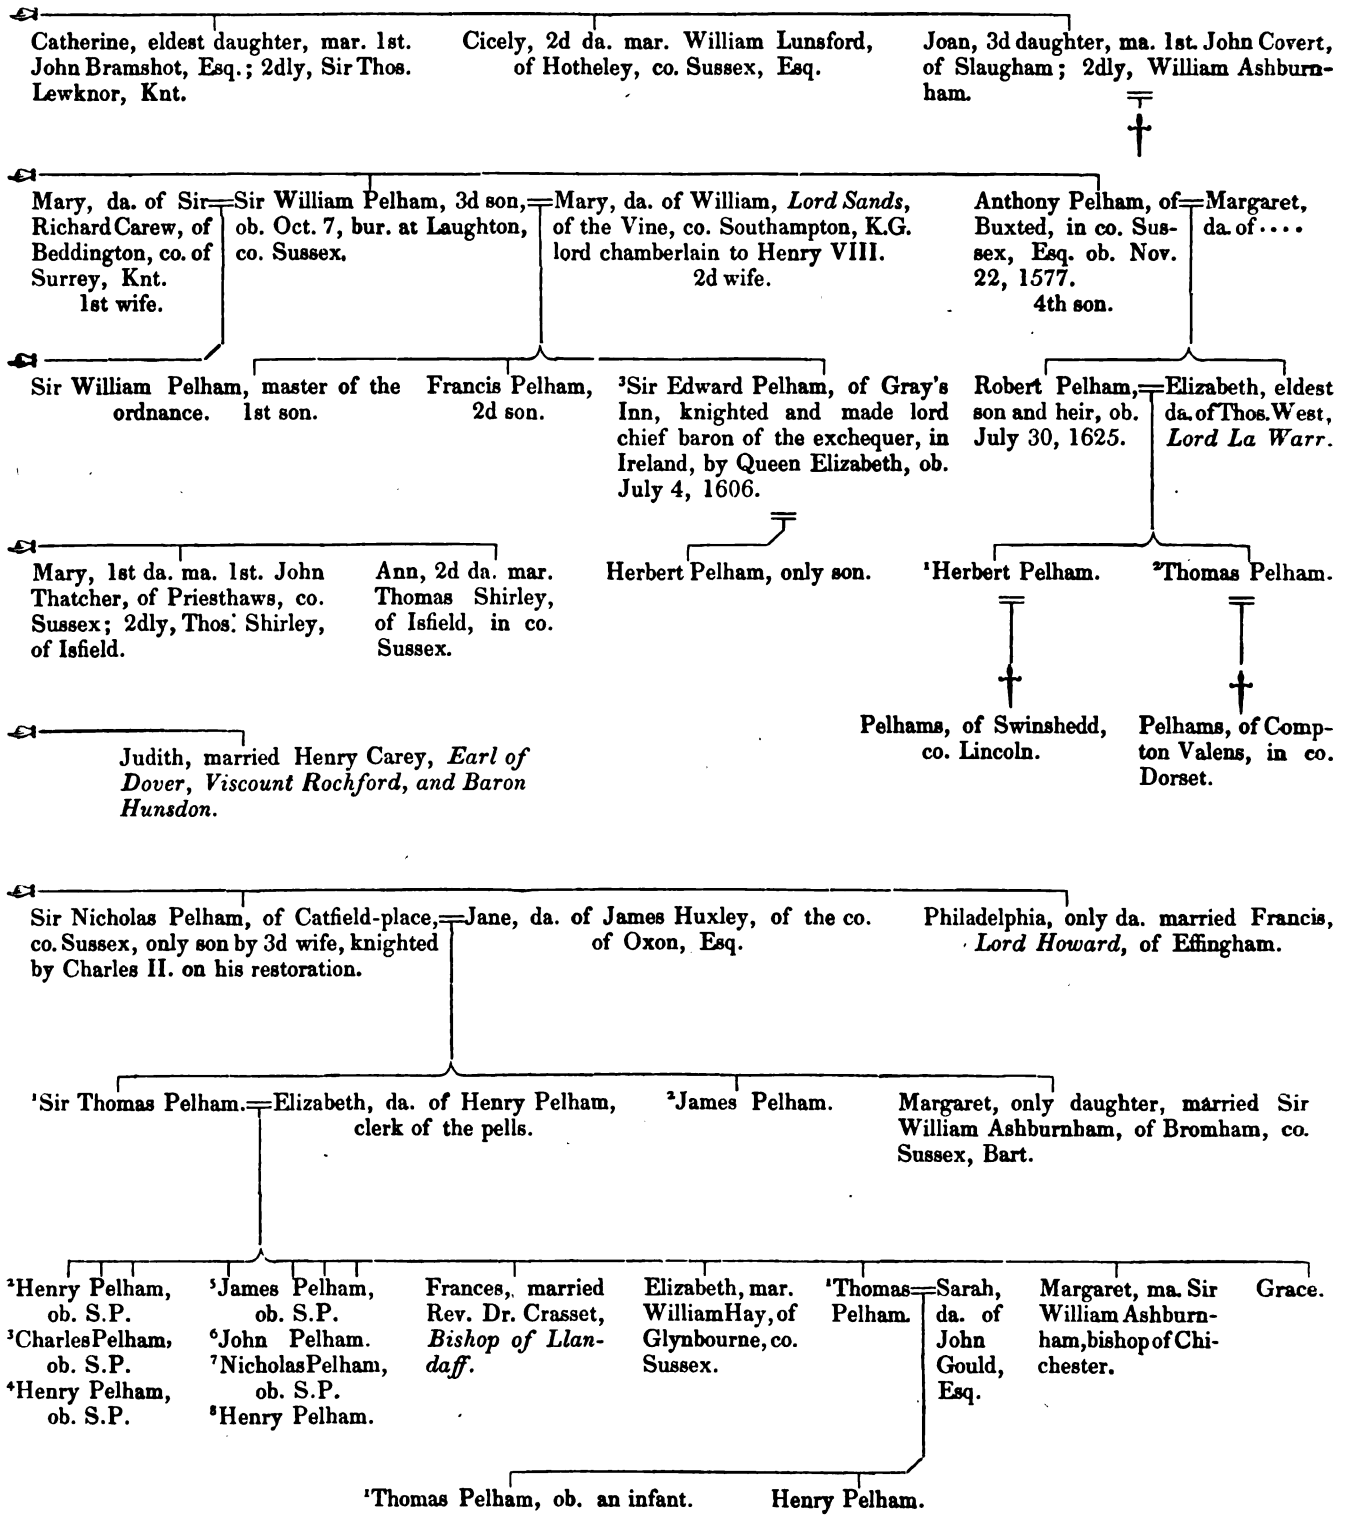 Catherine, eldest daughter, mar. 1st.
John Bramshot, Esq.; 2dly, Sir Thos.
Lewknor, Knt.
Cicely, 2d da. mar. William Lunsford,
of Hotheley, co. Sussex, Esq.
Joan, 3d daughter, ma. 1st. John Covert,
of Slaugham; 2dly, William Ashburn-
ham.
Mary, da. of Sir
Richard Carew, of
Beddington, co. of
Surrey, Knt.
1st wife.
Sir William Pelham, 3d son,
ob. Oct. 7, bur. at Laughton,
co. Sussex.
Mary, da. of William, Lord Sands,
of the Vine, co. Southampton, K.G.
lord chamberlain to Henry VIII.
2d wife.
Anthony Pelham, of
Buxted, in co. Sus-
sex, Esq. ob. Nov.
22, 1577.
4th son.
Margaret,
da. of ....
Sir William Pelham, master of the
ordnance. 1st son.
Francis Pelham,
2d son.
³Sir Edward Pelham, of Gray's
Inn, knighted and made lord
chief baron of the exchequer, in
Ireland, by Queen Elizabeth, ob.
July 4, 1606.
Robert Pelham,
son and heir, ob.
July 30, 1625.
Elizabeth, eldest
da. of Thos. West,
Lord La Warr.
Mary, 1st da. ma. 1st. John
Thatcher, of Priesthaws, co.
Sussex; 2dly, Thos. Shirley,
of Isfield.
Ann, 2d da. mar.
Thomas Shirley,
of Isfield, in co.
Sussex.
Herbert Pelham, only son.
¹Herbert Pelham.
²Thomas Pelham.
Pelhams, of Swinshedd,
co. Lincoln.
Pelhams, of Comp-
ton Valens, in co.
Dorset.
Judith, married Henry Carey, Earl of
Dover, Viscount Rochford, and Baron
Hunsdon.
Sir Nicholas Pelham, of Catfield-place,
co. Sussex, only son by 3d wife, knighted
by Charles II. on his restoration.
Jane, da. of James Huxley, of the co.
of Oxon, Esq.
Philadelphia, only da. married Francis,
Lord Howard, of Effingham.
¹Sir Thomas Pelham.
Elizabeth, da. of Henry Pelham,
clerk of the pells.
²James Pelham.
Margaret, only daughter, married Sir
William Ashburnham, of Bromham, co.
Sussex, Bart.
²Henry Pelham,
ob. S.P.
³Charles Pelham,
ob. S.P.
⁴Henry Pelham,
ob. S.P.
⁵James Pelham,
ob. S.P.
⁶John Pelham.
⁷Nicholas Pelham,
ob. S.P.
⁸Henry Pelham.
Frances, married
Rev. Dr. Crasset,
Bishop of Llan-
daff.
Elizabeth, mar.
William Hay, of
Glynbourne, co.
Sussex.
¹Thomas
Pelham.
Sarah,
da. of
John
Gould,
Esq.
Margaret, ma. Sir
William Ashburn-
ham, bishop of Chi-
chester.
Grace.
¹Thomas Pelham, ob. an infant.
Henry Pelham.